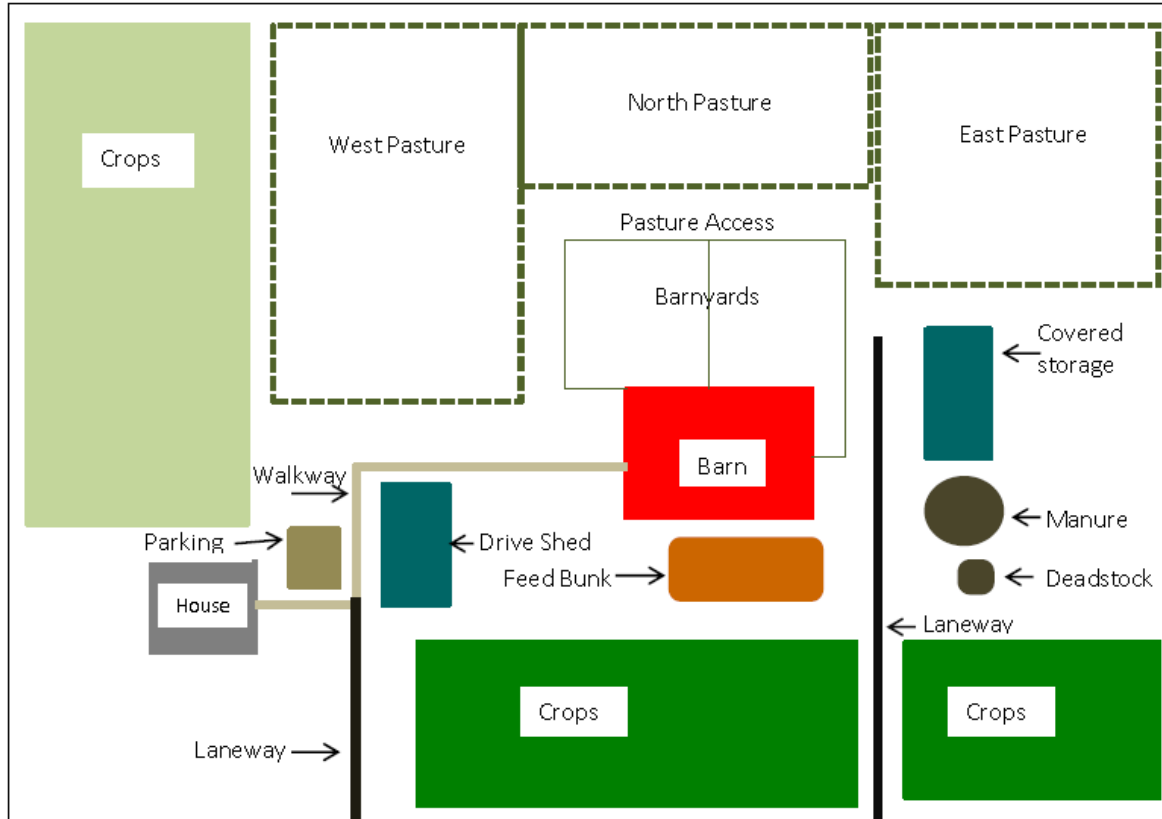 North Pasture
East Pasture
West Pasture
Crops
Pasture Access
Barnyards
Covered
storage
Walkway
Barn
Manure
Parking
Drive Shed
Feed Bunk
Deadstock
House
Laneway
Crops
Crops
Laneway